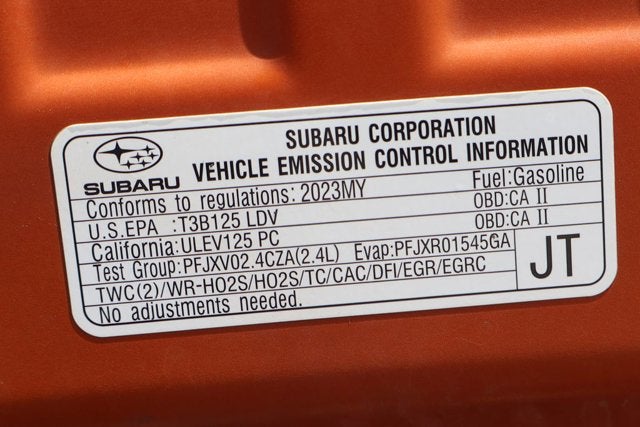 SUBARU
SUBARU CORPORATION
VEHICLE EMISSION CONTROL INFORMATION
Conforms to regulations: 2023MY Fuel:Gasoline
U.S.EPA :T3B125 LDV OBD:CA II
California:ULEV125 PC OBD:CA II
Test Group:PFJXV02.4CZA(2.4L) Evap:PFJXR01545GA
TWC(2)/WR-HO2S/HO2S/TC/CAC/DFI/EGR/EGRC
No adjustments needed.
JT